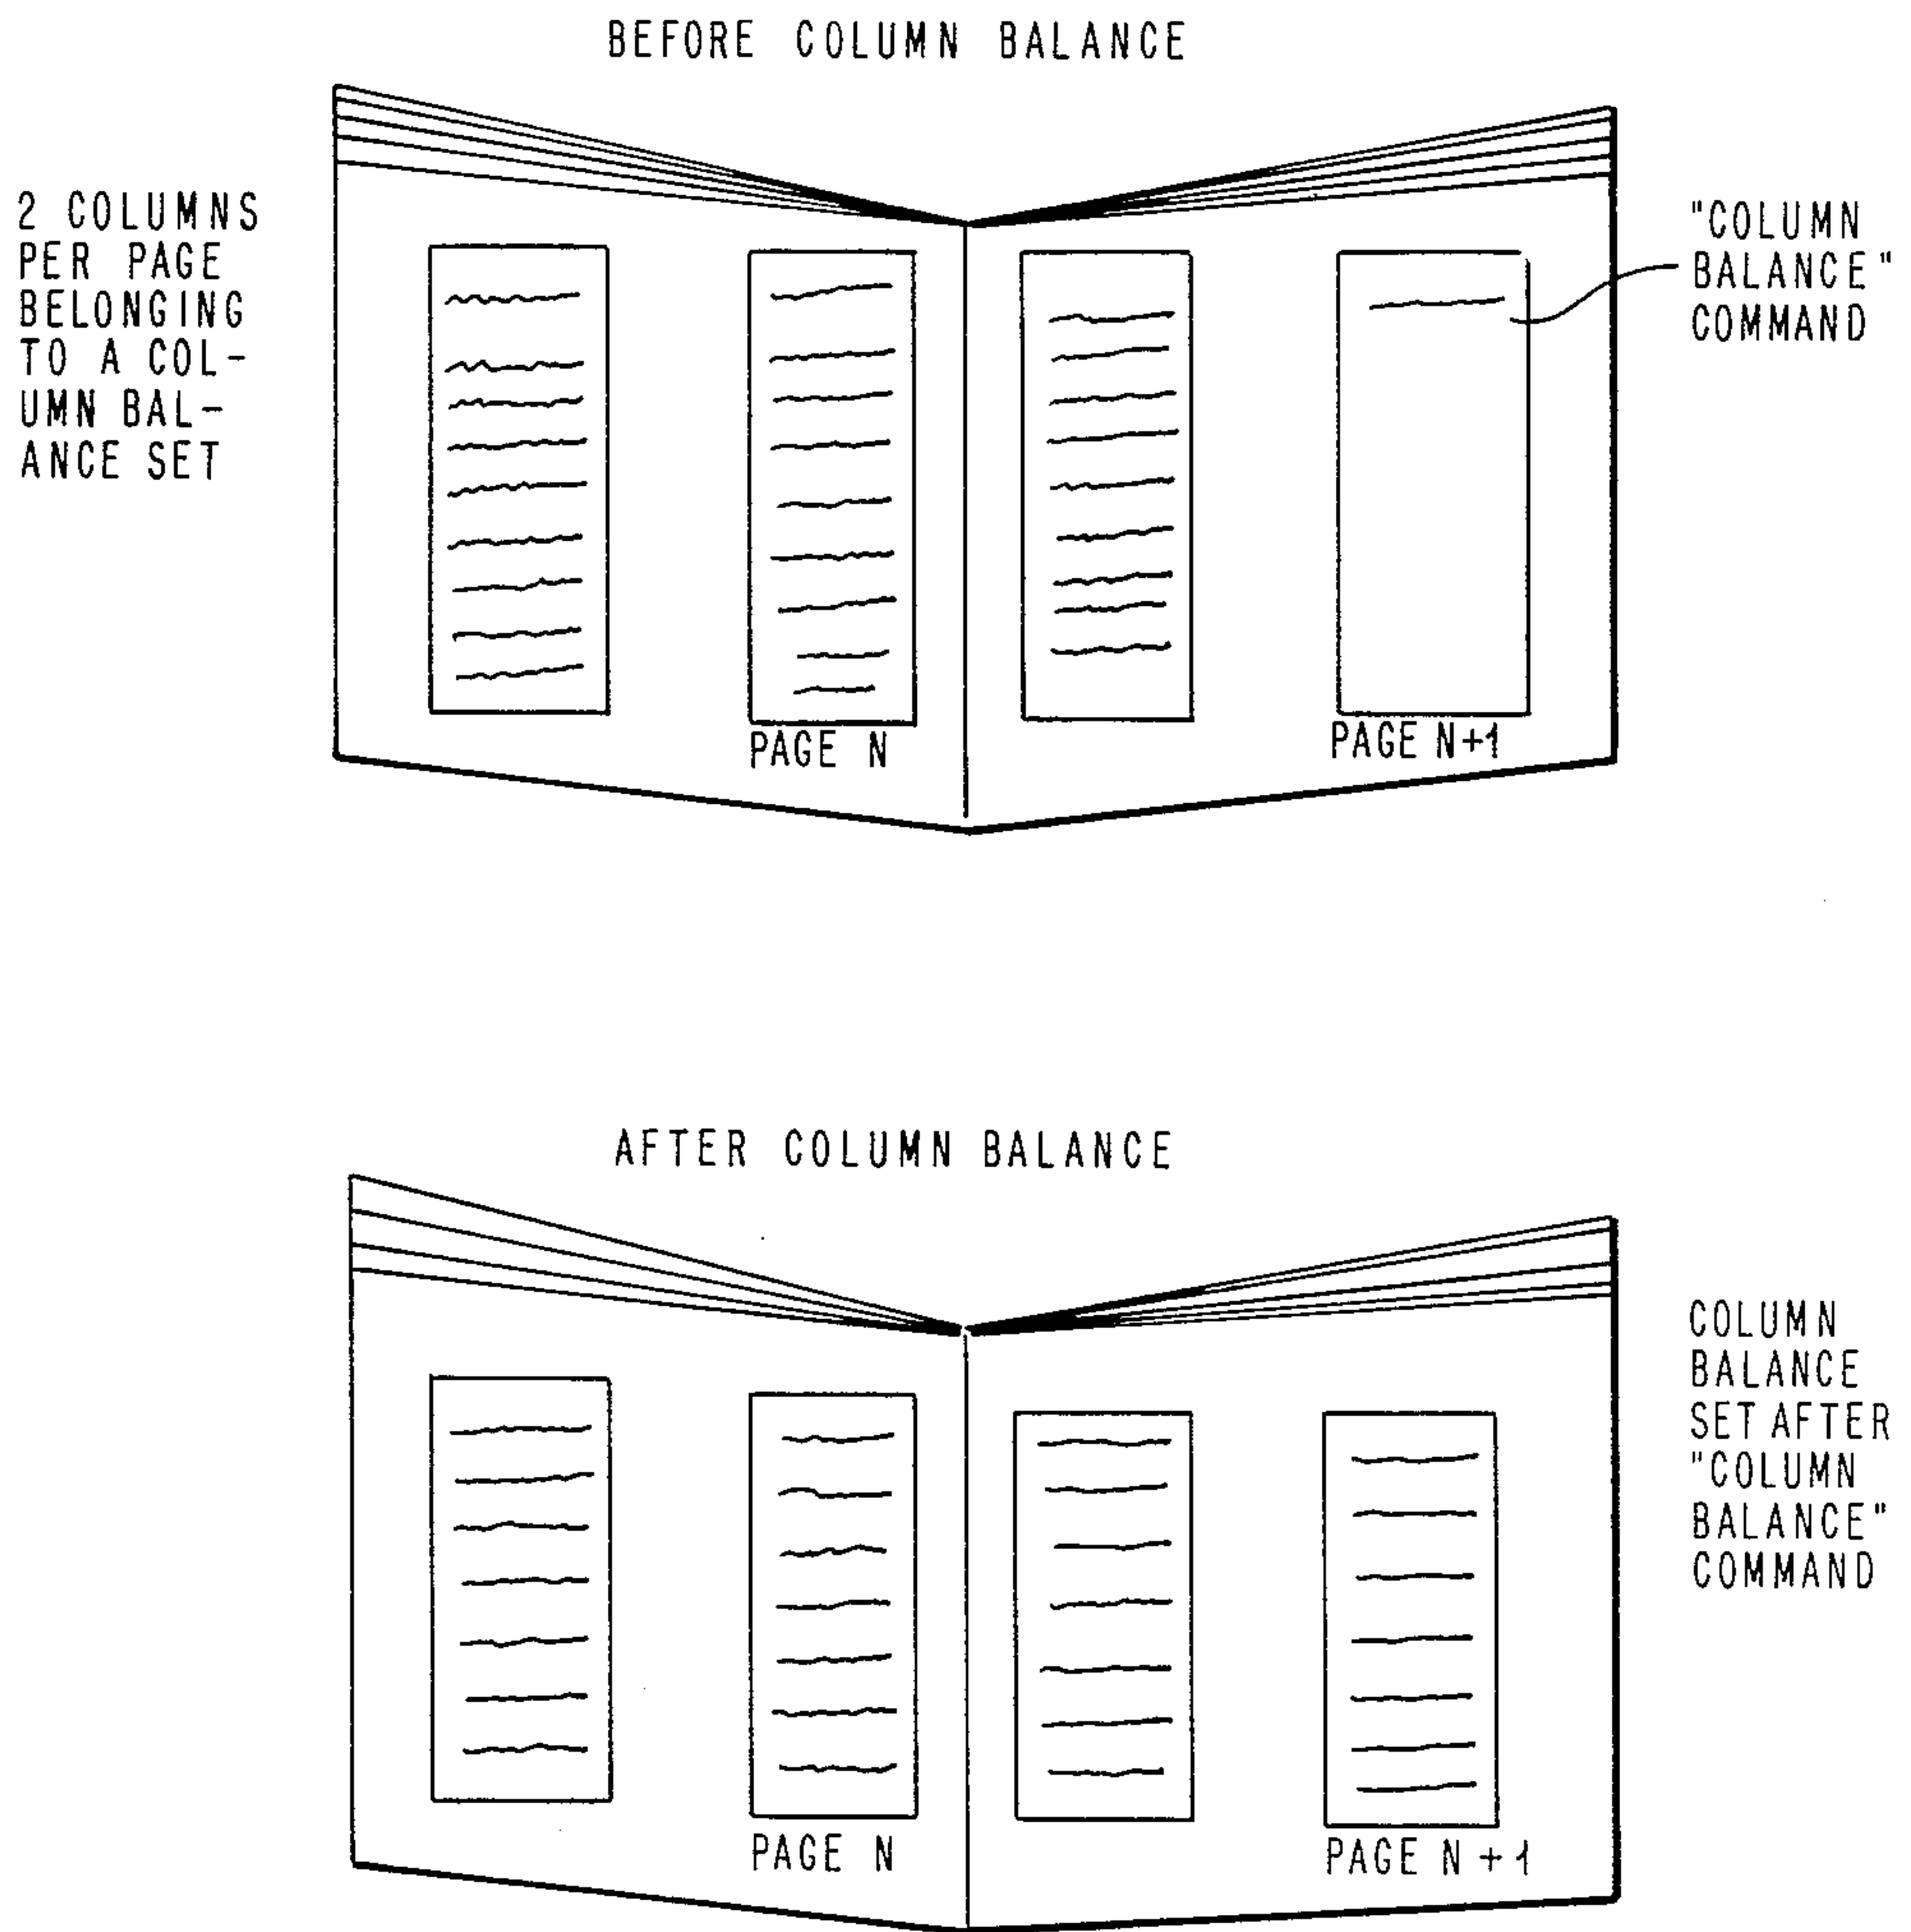 BEFORE COLUMN BALANCE
2 COLUMNS
PER PAGE
BELONGING
TO A COL-
UMN BAL-
ANCE SET
"COLUMN
BALANCE"
COMMAND
PAGE N
PAGE N+1
AFTER COLUMN BALANCE
COLUMN
BALANCE
SET AFTER
"COLUMN
BALANCE"
COMMAND
PAGE N
PAGE N+1